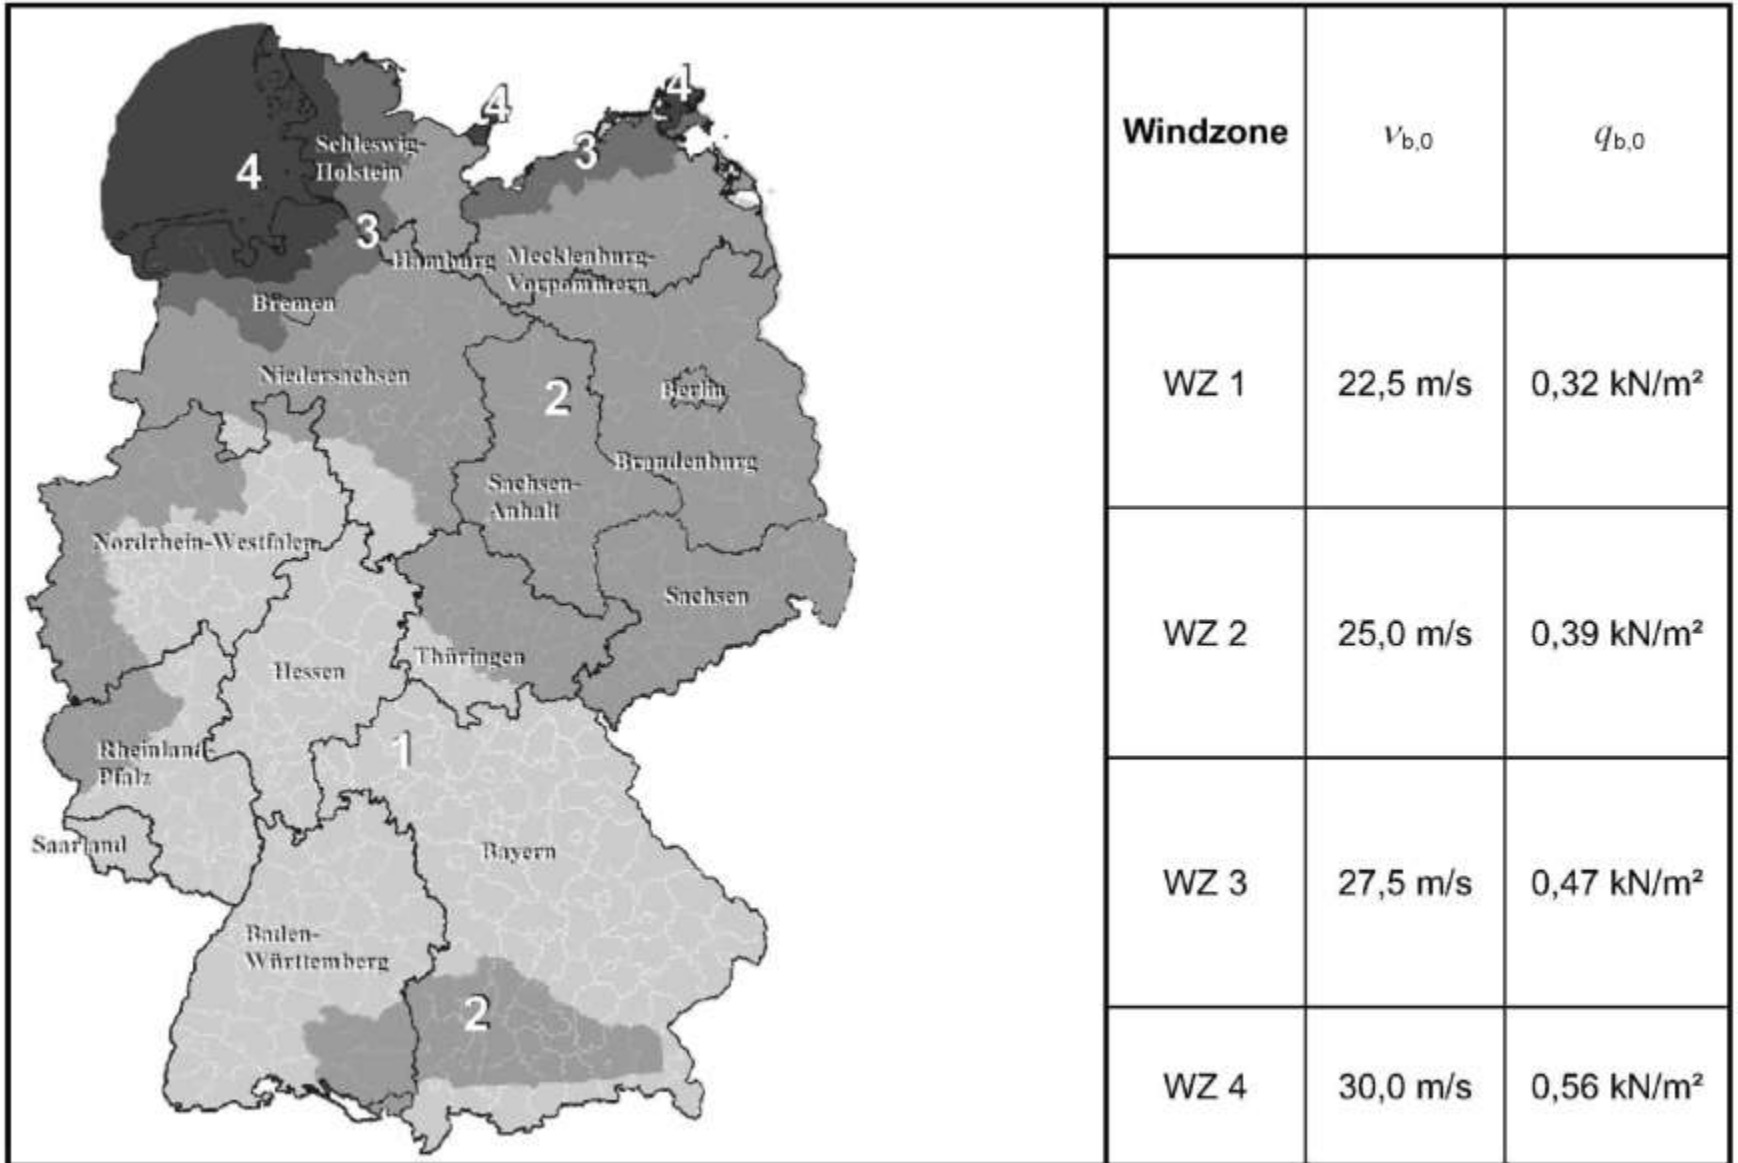 4
4
Schleswig-
Holstein
3
4
3
Hamburg
Mecklenburg-
Vorpommern
Bremen
Niedersachsen
2
Berlin
Brandenburg
Sachsen-
Anhalt
Nordrhein-Westfalen
Sachsen
Thüringen
Hessen
1
Rheinland-
Pfalz
Saarland
Bayern
Baden-
Württemberg
2
Windzone v b,0 q b,0
WZ 1 22,5 m/s 0,32 kN/m²
WZ 2 25,0 m/s 0,39 kN/m²
WZ 3 27,5 m/s 0,47 kN/m²
WZ 4 30,0 m/s 0,56 kN/m²